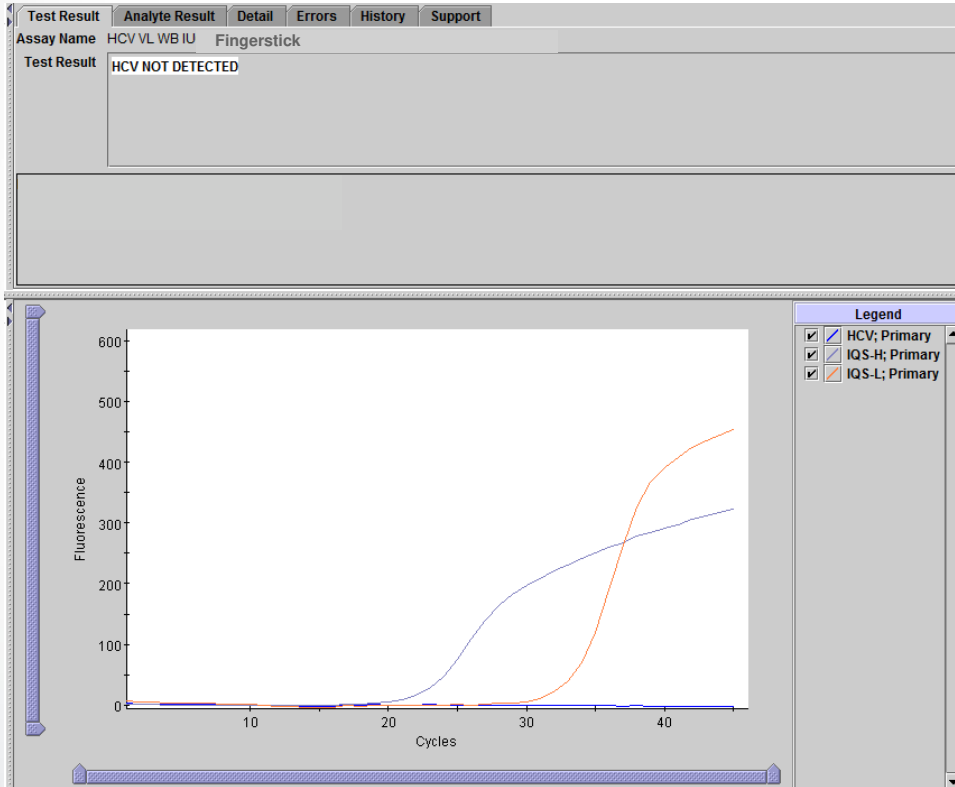 Test Result Analyte Result Detail Errors History Support
Assay Name HCV VL WB IU Fingerstick
Test Result HCV NOT DETECTED
Legend
HCV; Primary
IQS-H; Primary
IQS-L; Primary
600
500
400
300
200
100
0
Fluorescence
10 20 30 40
Cycles